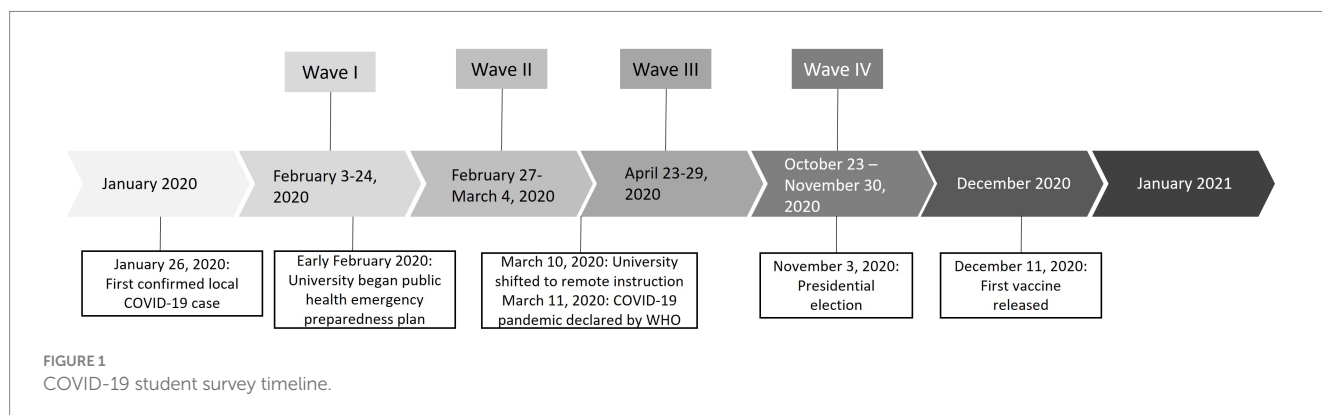 Wave I
Wave II
Wave III
Wave IV
January 2020
February 3-24,
2020
February 27-
March 4, 2020
April 23-29,
2020
October 23 –
November 30,
2020
December 2020
January 2021
January 26, 2020:
First confirmed local
COVID-19 case
Early February 2020:
University began public
health emergency
preparedness plan
March 10, 2020: University
shifted to remote instruction
March 11, 2020: COVID-19
pandemic declared by WHO
November 3, 2020:
Presidential
election
December 11, 2020:
First vaccine
released
FIGURE 1
COVID-19 student survey timeline.